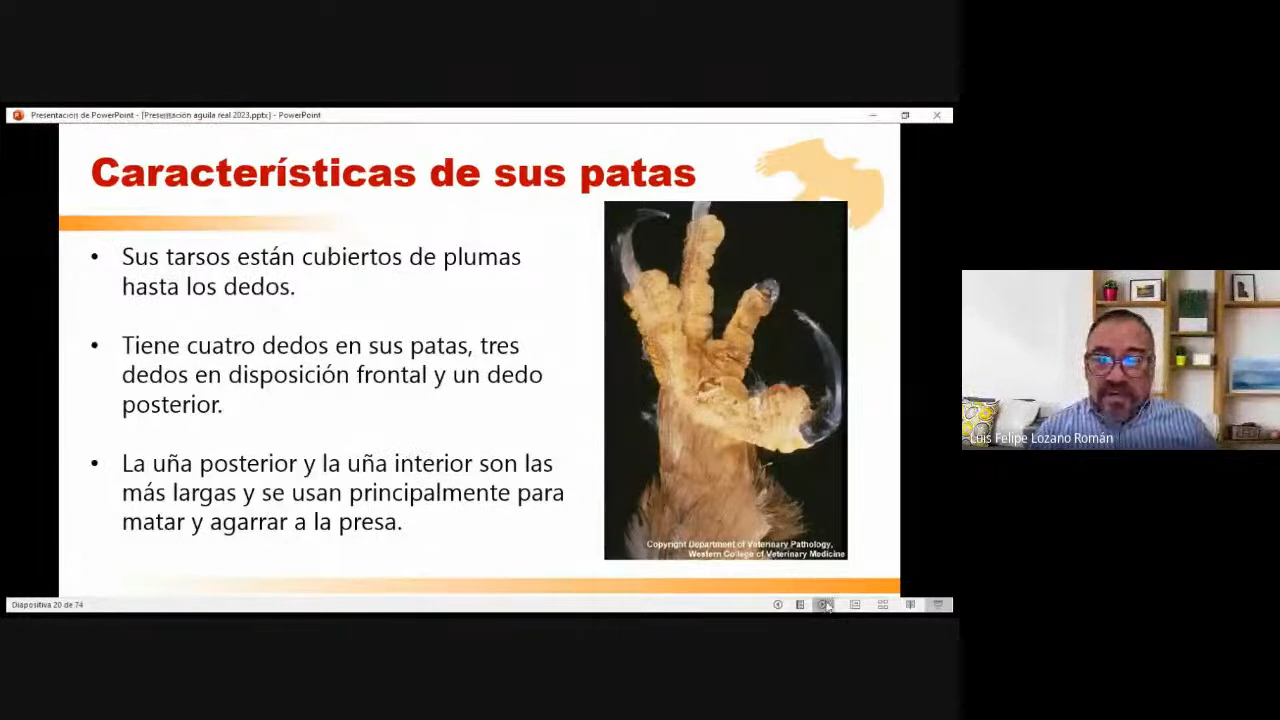 Presentación de PowerPoint - [Presentación aguila real 2023.pptx] - PowerPoint
Características de sus patas
• Sus tarsos están cubiertos de plumas
hasta los dedos.
• Tiene cuatro dedos en sus patas, tres
dedos en disposición frontal y un dedo
posterior.
• La uña posterior y la uña interior son las
más largas y se usan principalmente para
matar y agarrar a la presa.
Copyright Department of Veterinary Pathology,
Western College of Veterinary Medicine
Diapositiva 20 de 74
Luis Felipe Lozano Román